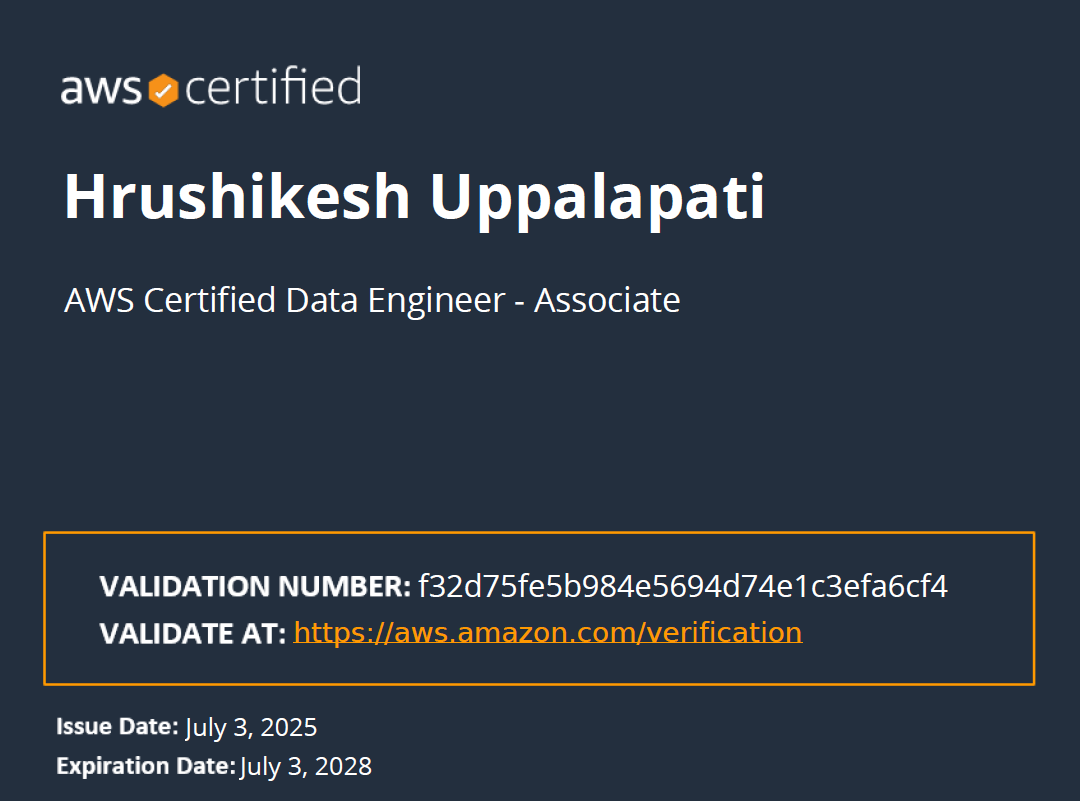 aws certified
Hrushikesh Uppalapati
AWS Certified Data Engineer - Associate
VALIDATION NUMBER: f32d75fe5b984e5694d74e1c3efa6cf4
VALIDATE AT: https://aws.amazon.com/verification
Issue Date: July 3, 2025
Expiration Date: July 3, 2028